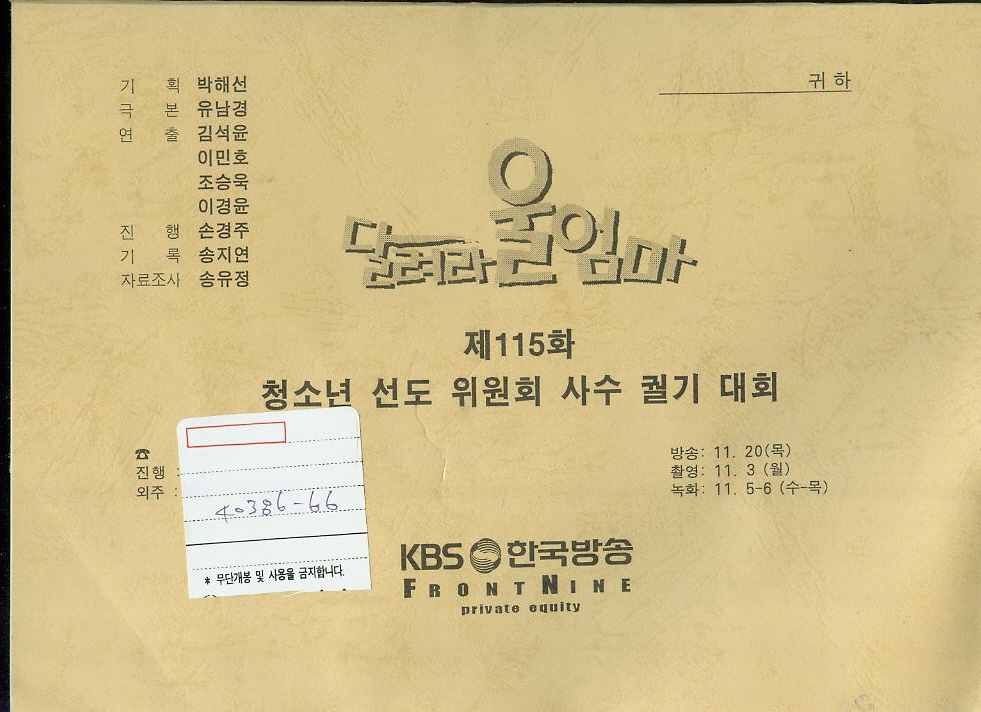 기 획 박해선
극 본 유남경
연 출 김석윤
이민호
조승욱
이경윤
진 행 손경주
기 록 송지연
자료조사 송유정
귀 하
달려라 울엄마
제115화
청소년 선도 위원회 사수 궐기 대회
☎
진행 :
외주 :
40386-66
* 무단개봉 및 사용을 금지합니다.
방송: 11. 20(목)
촬영: 11. 3 (월)
녹화: 11. 5-6 (수-목)
KBS 한국방송
FRONTNINE
private equity